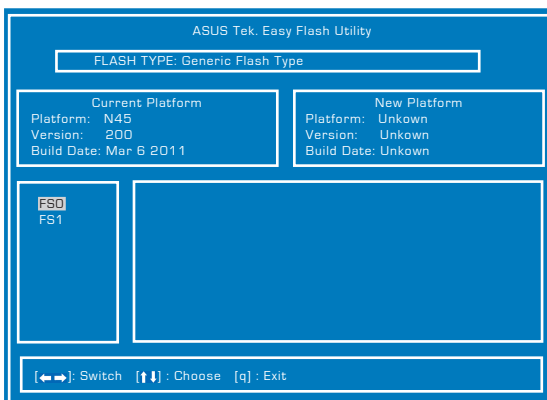 ASUS Tek. Easy Flash Utility
FLASH TYPE: Generic Flash Type
Current Platform
Platform: N45
Version: 200
Build Date: Mar 6 2011
New Platform
Platform: Unkown
Version: Unkown
Build Date: Unkown
FS0
FS1
[←→]: Switch [↑↓] : Choose [q] : Exit